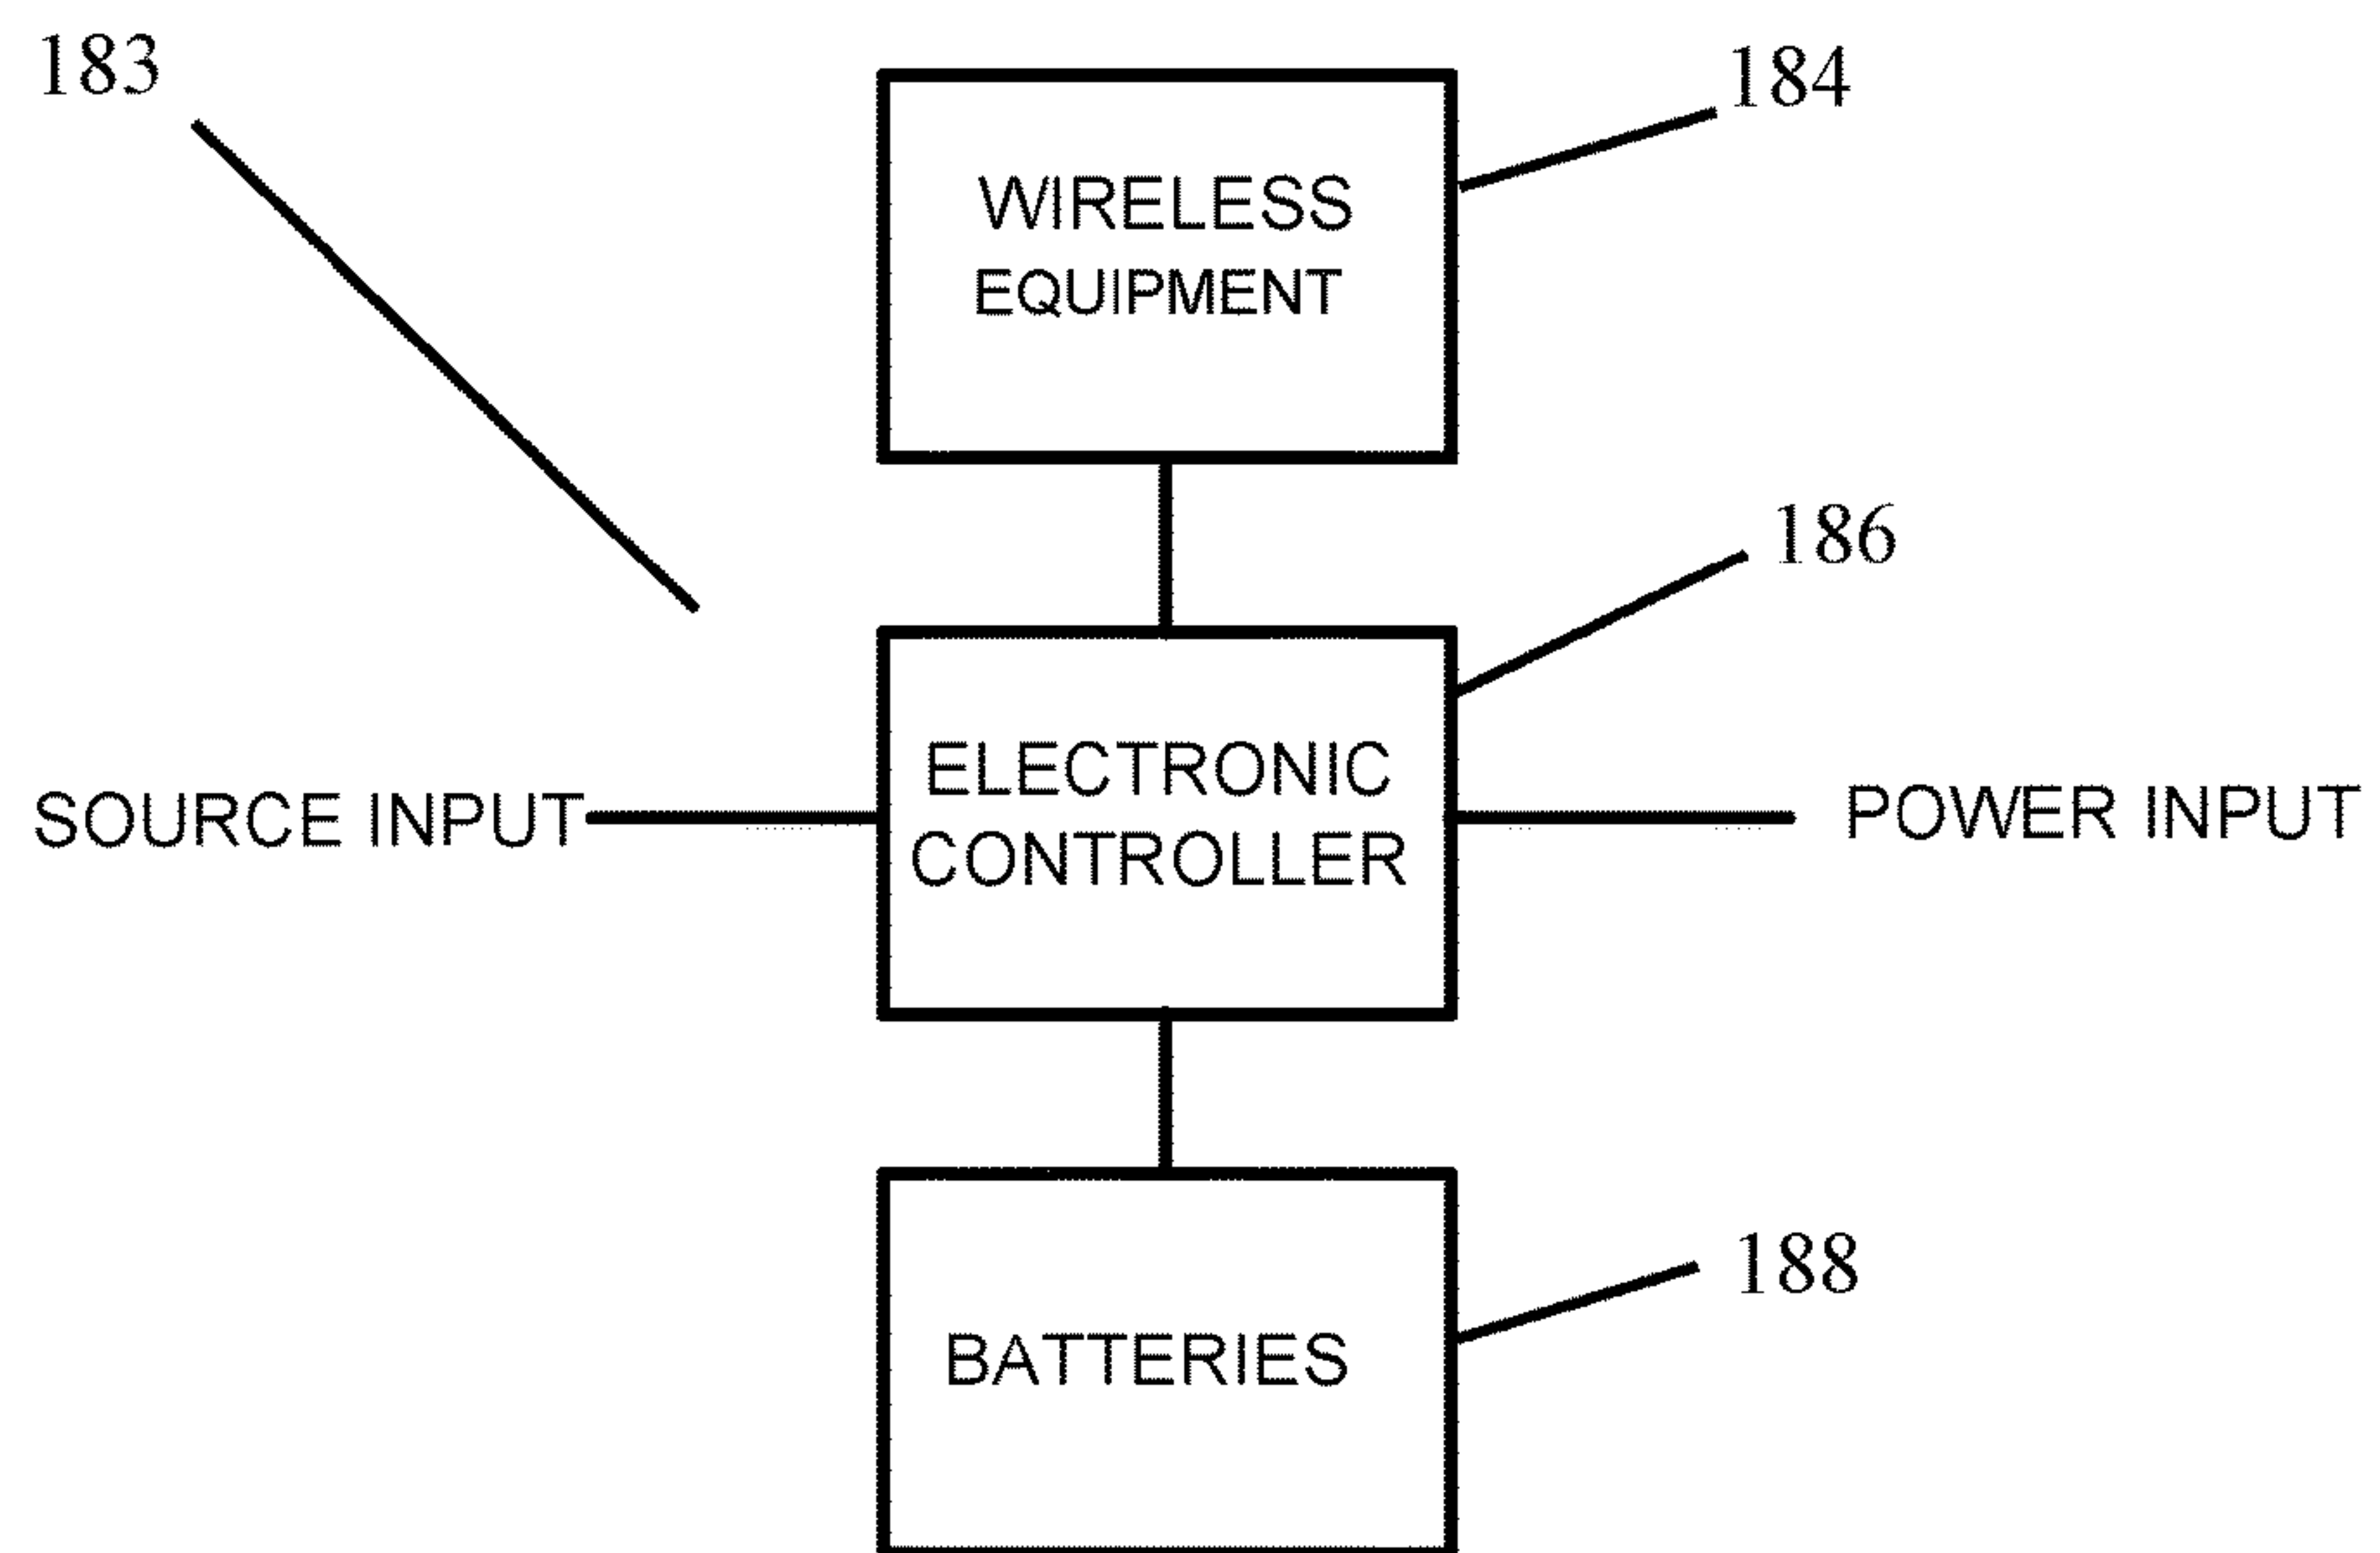 183
184
WIRELESS
EQUIPMENT
186
ELECTRONIC
SOURCE INPUT
POWER INPUT
CONTROLLER
188
BATTERIES